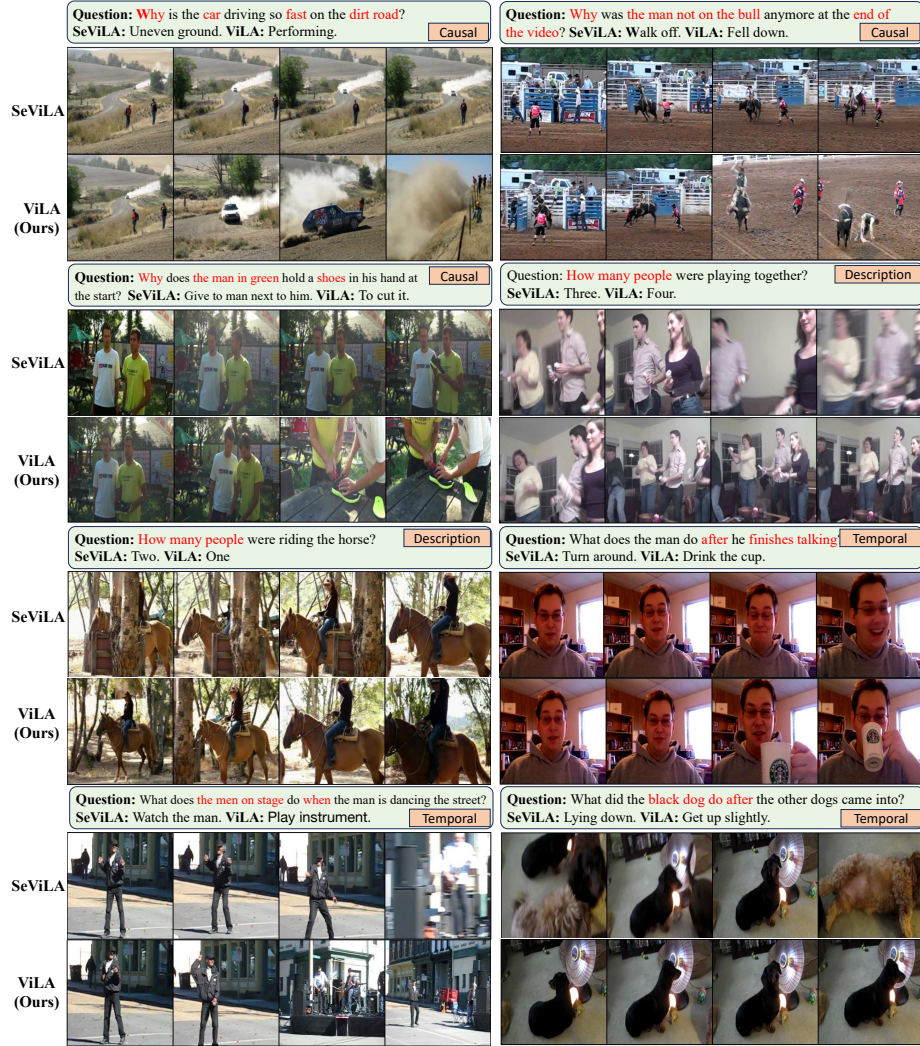 Question: Why is the car driving so fast on the dirt road?
SeViLA: Uneven ground. ViLA: Performing.
Causal
Question: Why was the man not on the bull anymore at the end of
the video? SeViLA: Walk off. ViLA: Fell down.
Causal
SeViLA
ViLA
(Ours)
Question: Why does the man in green hold a shoes in his hand at
the start? SeViLA: Give to man next to him. ViLA: To cut it.
Causal
Question: How many people were playing together?
SeViLA: Three. ViLA: Four.
Description
SeViLA
ViLA
(Ours)
Question: How many people were riding the horse?
SeViLA: Two. ViLA: One
Description
Question: What does the man do after he finishes talking?
SeViLA: Turn around. ViLA: Drink the cup.
Temporal
SeViLA
ViLA
(Ours)
Question: What does the men on stage do when the man is dancing the street?
SeViLA: Watch the man. ViLA: Play instrument.
Temporal
Question: What did the black dog do after the other dogs came into?
SeViLA: Lying down. ViLA: Get up slightly.
Temporal
SeViLA
ViLA
(Ours)